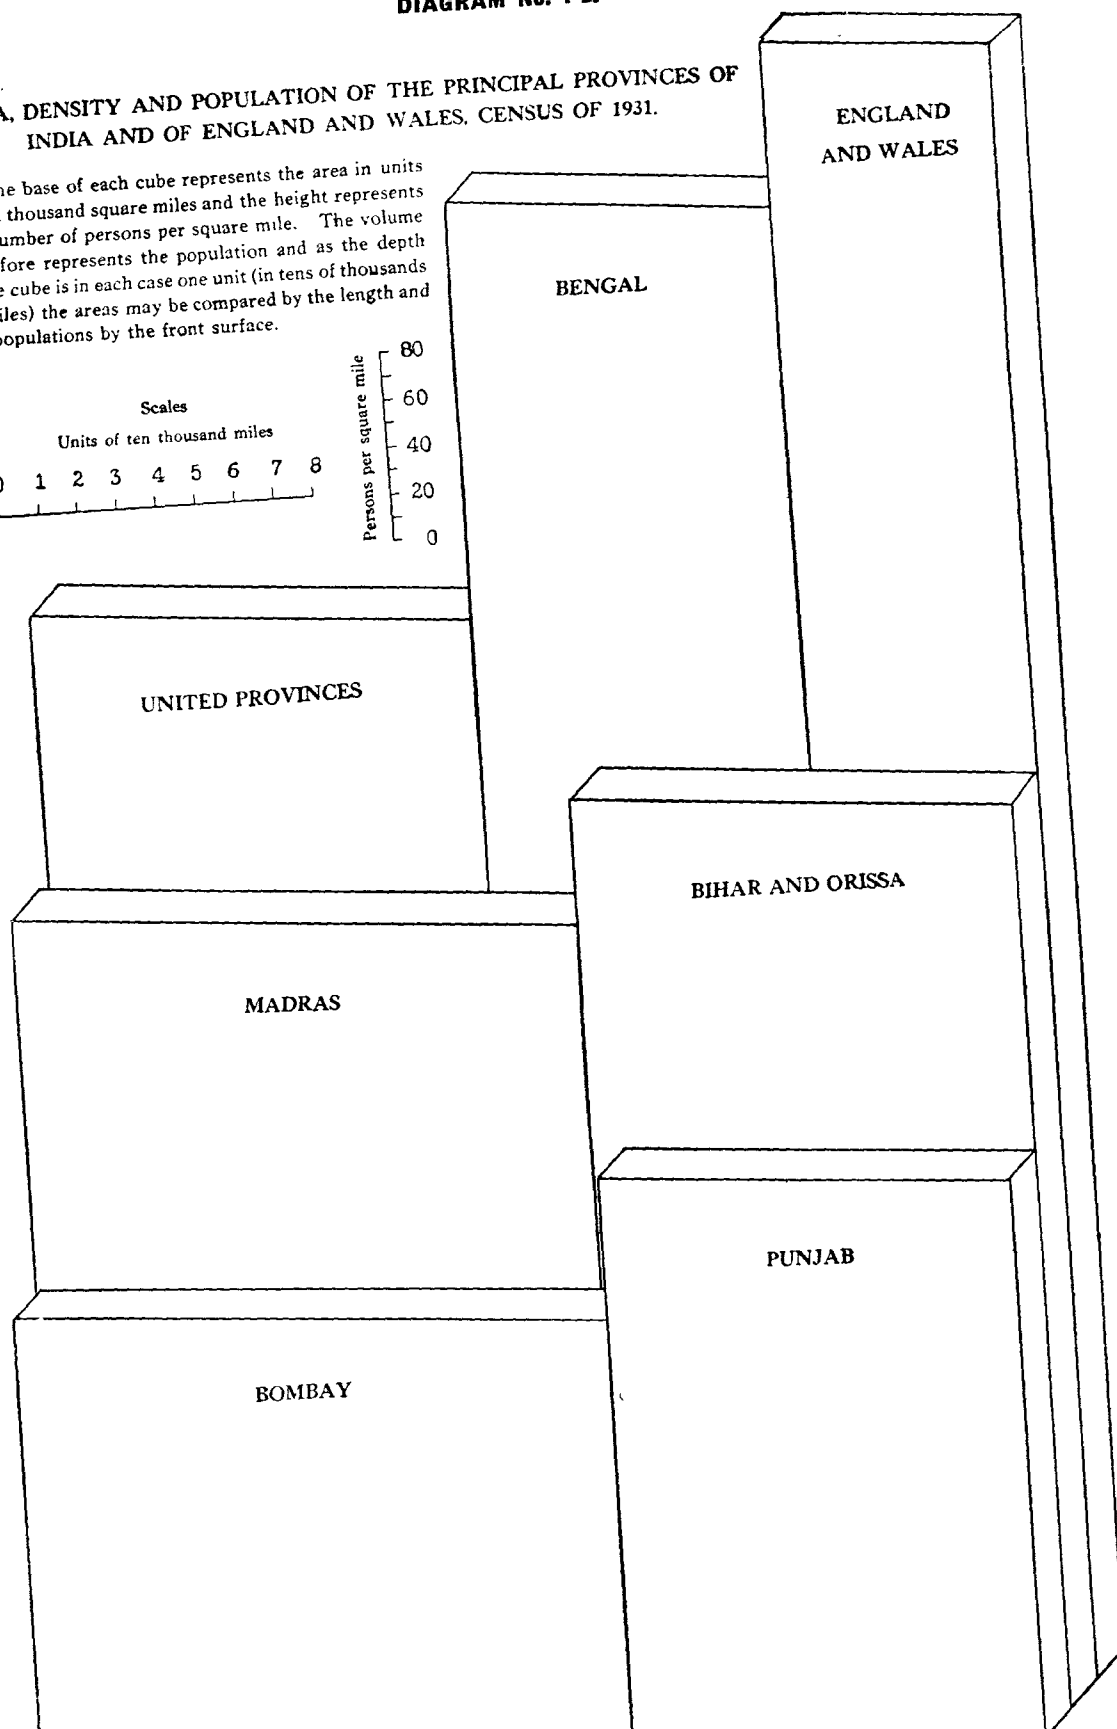 DIAGRAM No. I
A, DENSITY AND POPULATION OF THE PRINCIPAL PROVINCES OF
INDIA AND OF ENGLAND AND WALES, CENSUS OF 1931.
he base of each cube represents the area in units
thousand square miles and the height represents
umber of persons per square mile. The volume
fore represents the population and as the depth
e cube is in each case one unit (in tens of thousands
iles) the areas may be compared by the length and
populations by the front surface.
Scales
Units of ten thousand miles
0 1 2 3 4 5 6 7 8
Persons per square mile
80
60
40
20
0
ENGLAND
AND WALES
BENGAL
UNITED PROVINCES
BIHAR AND ORISSA
MADRAS
PUNJAB
BOMBAY